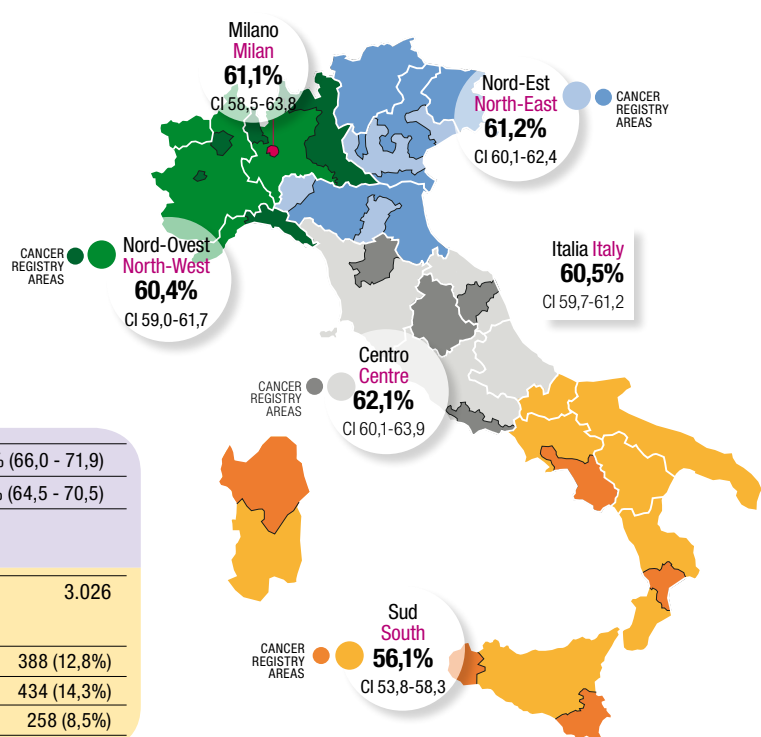 Milano
Milan
61,1%
CI 58,5-63,8
Nord-Est
North-East
61,2%
CI 60,1-62,4
CANCER
REGISTRY
AREAS
CANCER
REGISTRY
AREAS
Nord-Ovest
North-West
60,4%
CI 59,0-61,7
Italia Italy
60,5%
CI 59,7-61,2
Centro
Centre
62,1%
CI 60,1-63,9
CANCER
REGISTRY
AREAS
% (66,0 - 71,9)
% (64,5 - 70,5)
3.026
388 (12,8%)
434 (14,3%)
258 (8,5%)
Sud
South
56,1%
CI 53,8-58,3
CANCER
REGISTRY
AREAS